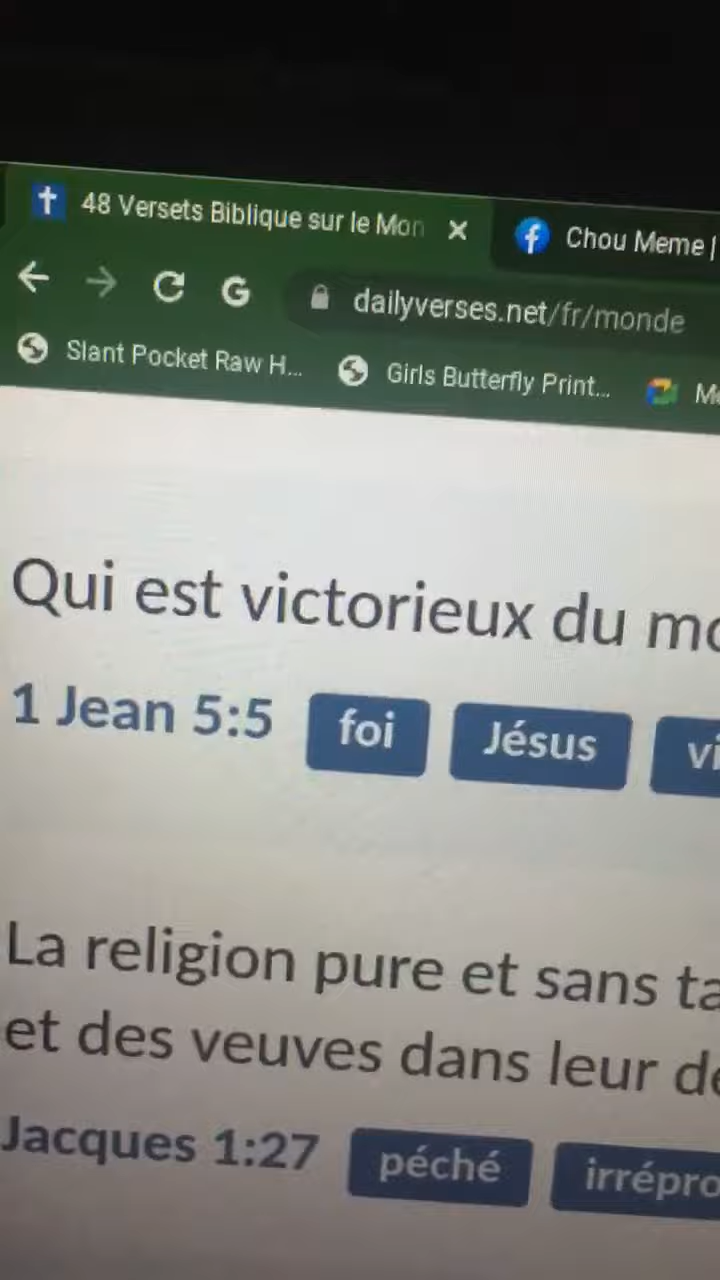 48 Versets Biblique sur le Mon
Chou Meme |
dailyverses.net/fr/monde
Slant Pocket Raw H...
Girls Butterfly Print...
Qui est victorieux du
1 Jean 5:5 foi Jésus
La religion pure et sans
et des veuves dans leur
Jacques 1:27 péché